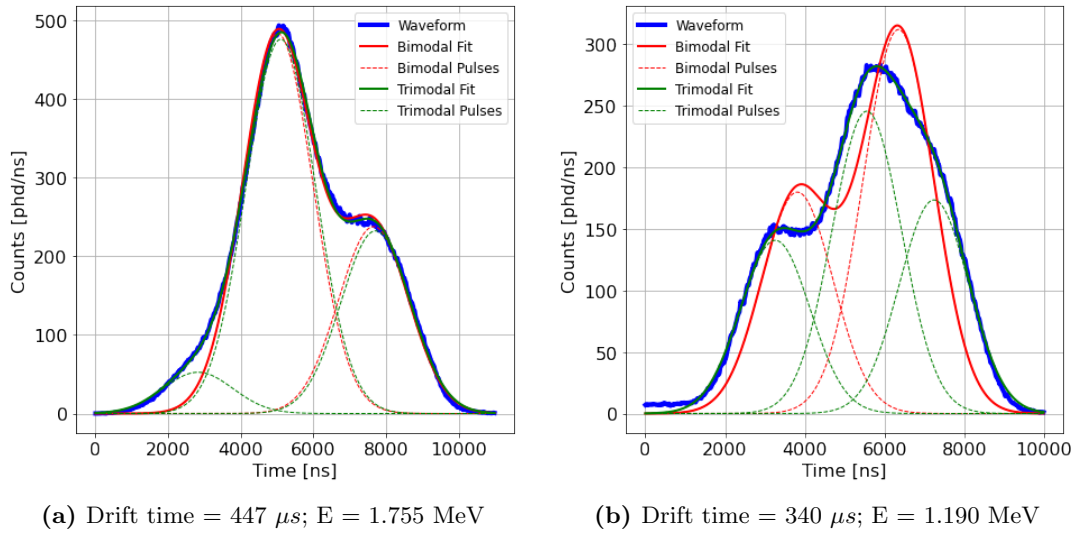 500
400
300
200
100
0
Counts [phd/ns]
0 2000 4000 6000 8000 10000
Time [ns]
Waveform
Bimodal Fit
Bimodal Pulses
Trimodal Fit
Trimodal Pulses
(a) Drift time = 447 μs; E = 1.755 MeV
300
250
200
150
100
50
0
Counts [phd/ns]
0 2000 4000 6000 8000 10000
Time [ns]
Waveform
Bimodal Fit
Bimodal Pulses
Trimodal Fit
Trimodal Pulses
(b) Drift time = 340 μs; E = 1.190 MeV